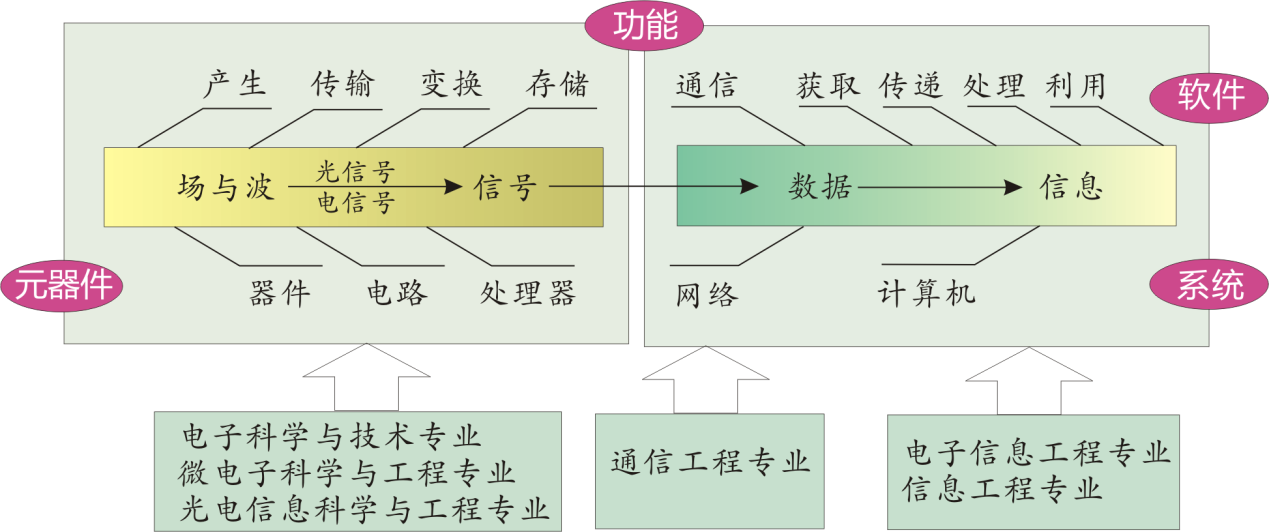 功能
产生 传输 变换 存储
通信 获取 传递 处理 利用
软件
场与波 光信号 电信号 信号
数据 信息
元器件
器件 电路 处理器
网络 计算机
系统
电子科学与技术专业
微电子科学与工程专业
光电信息科学与工程专业
通信工程专业
电子信息工程专业
信息工程专业